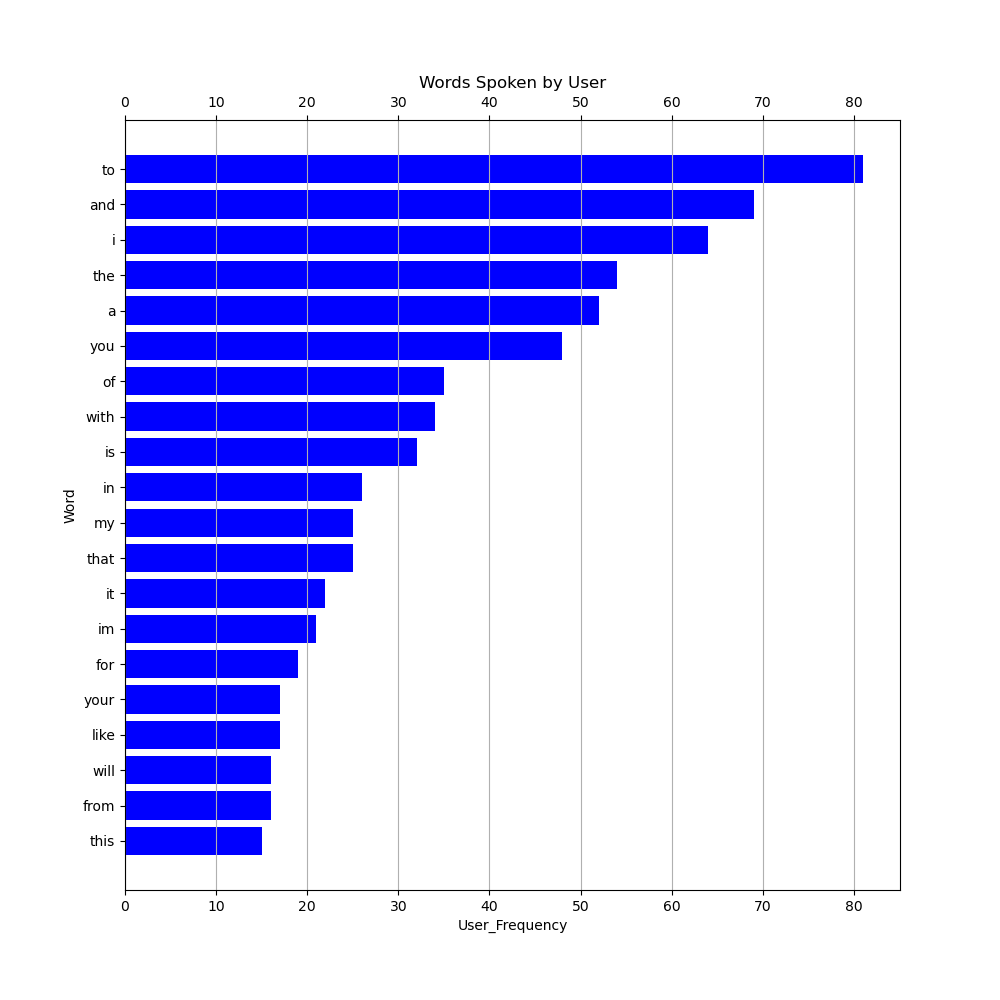 Words Spoken by User
0 10 20 30 40 50 60 70 80
to
and
i
the
a
you
of
with
is
in
Word
my
that
it
im
for
your
like
will
from
this
0 10 20 30 40 50 60 70 80
User_Frequency